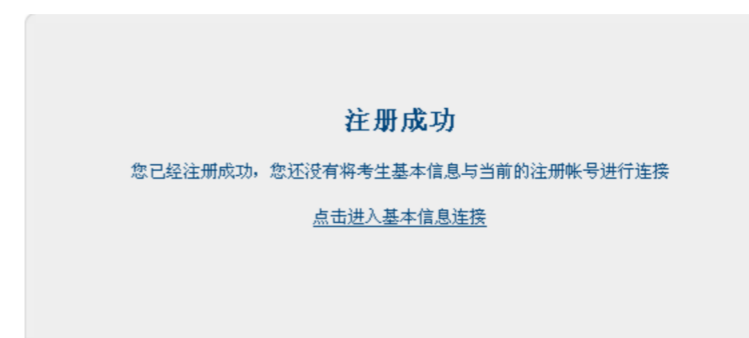 注册成功
您已经注册成功，您还没有将考生基本信息与当前的注册帐号进行连接
点击进入基本信息连接